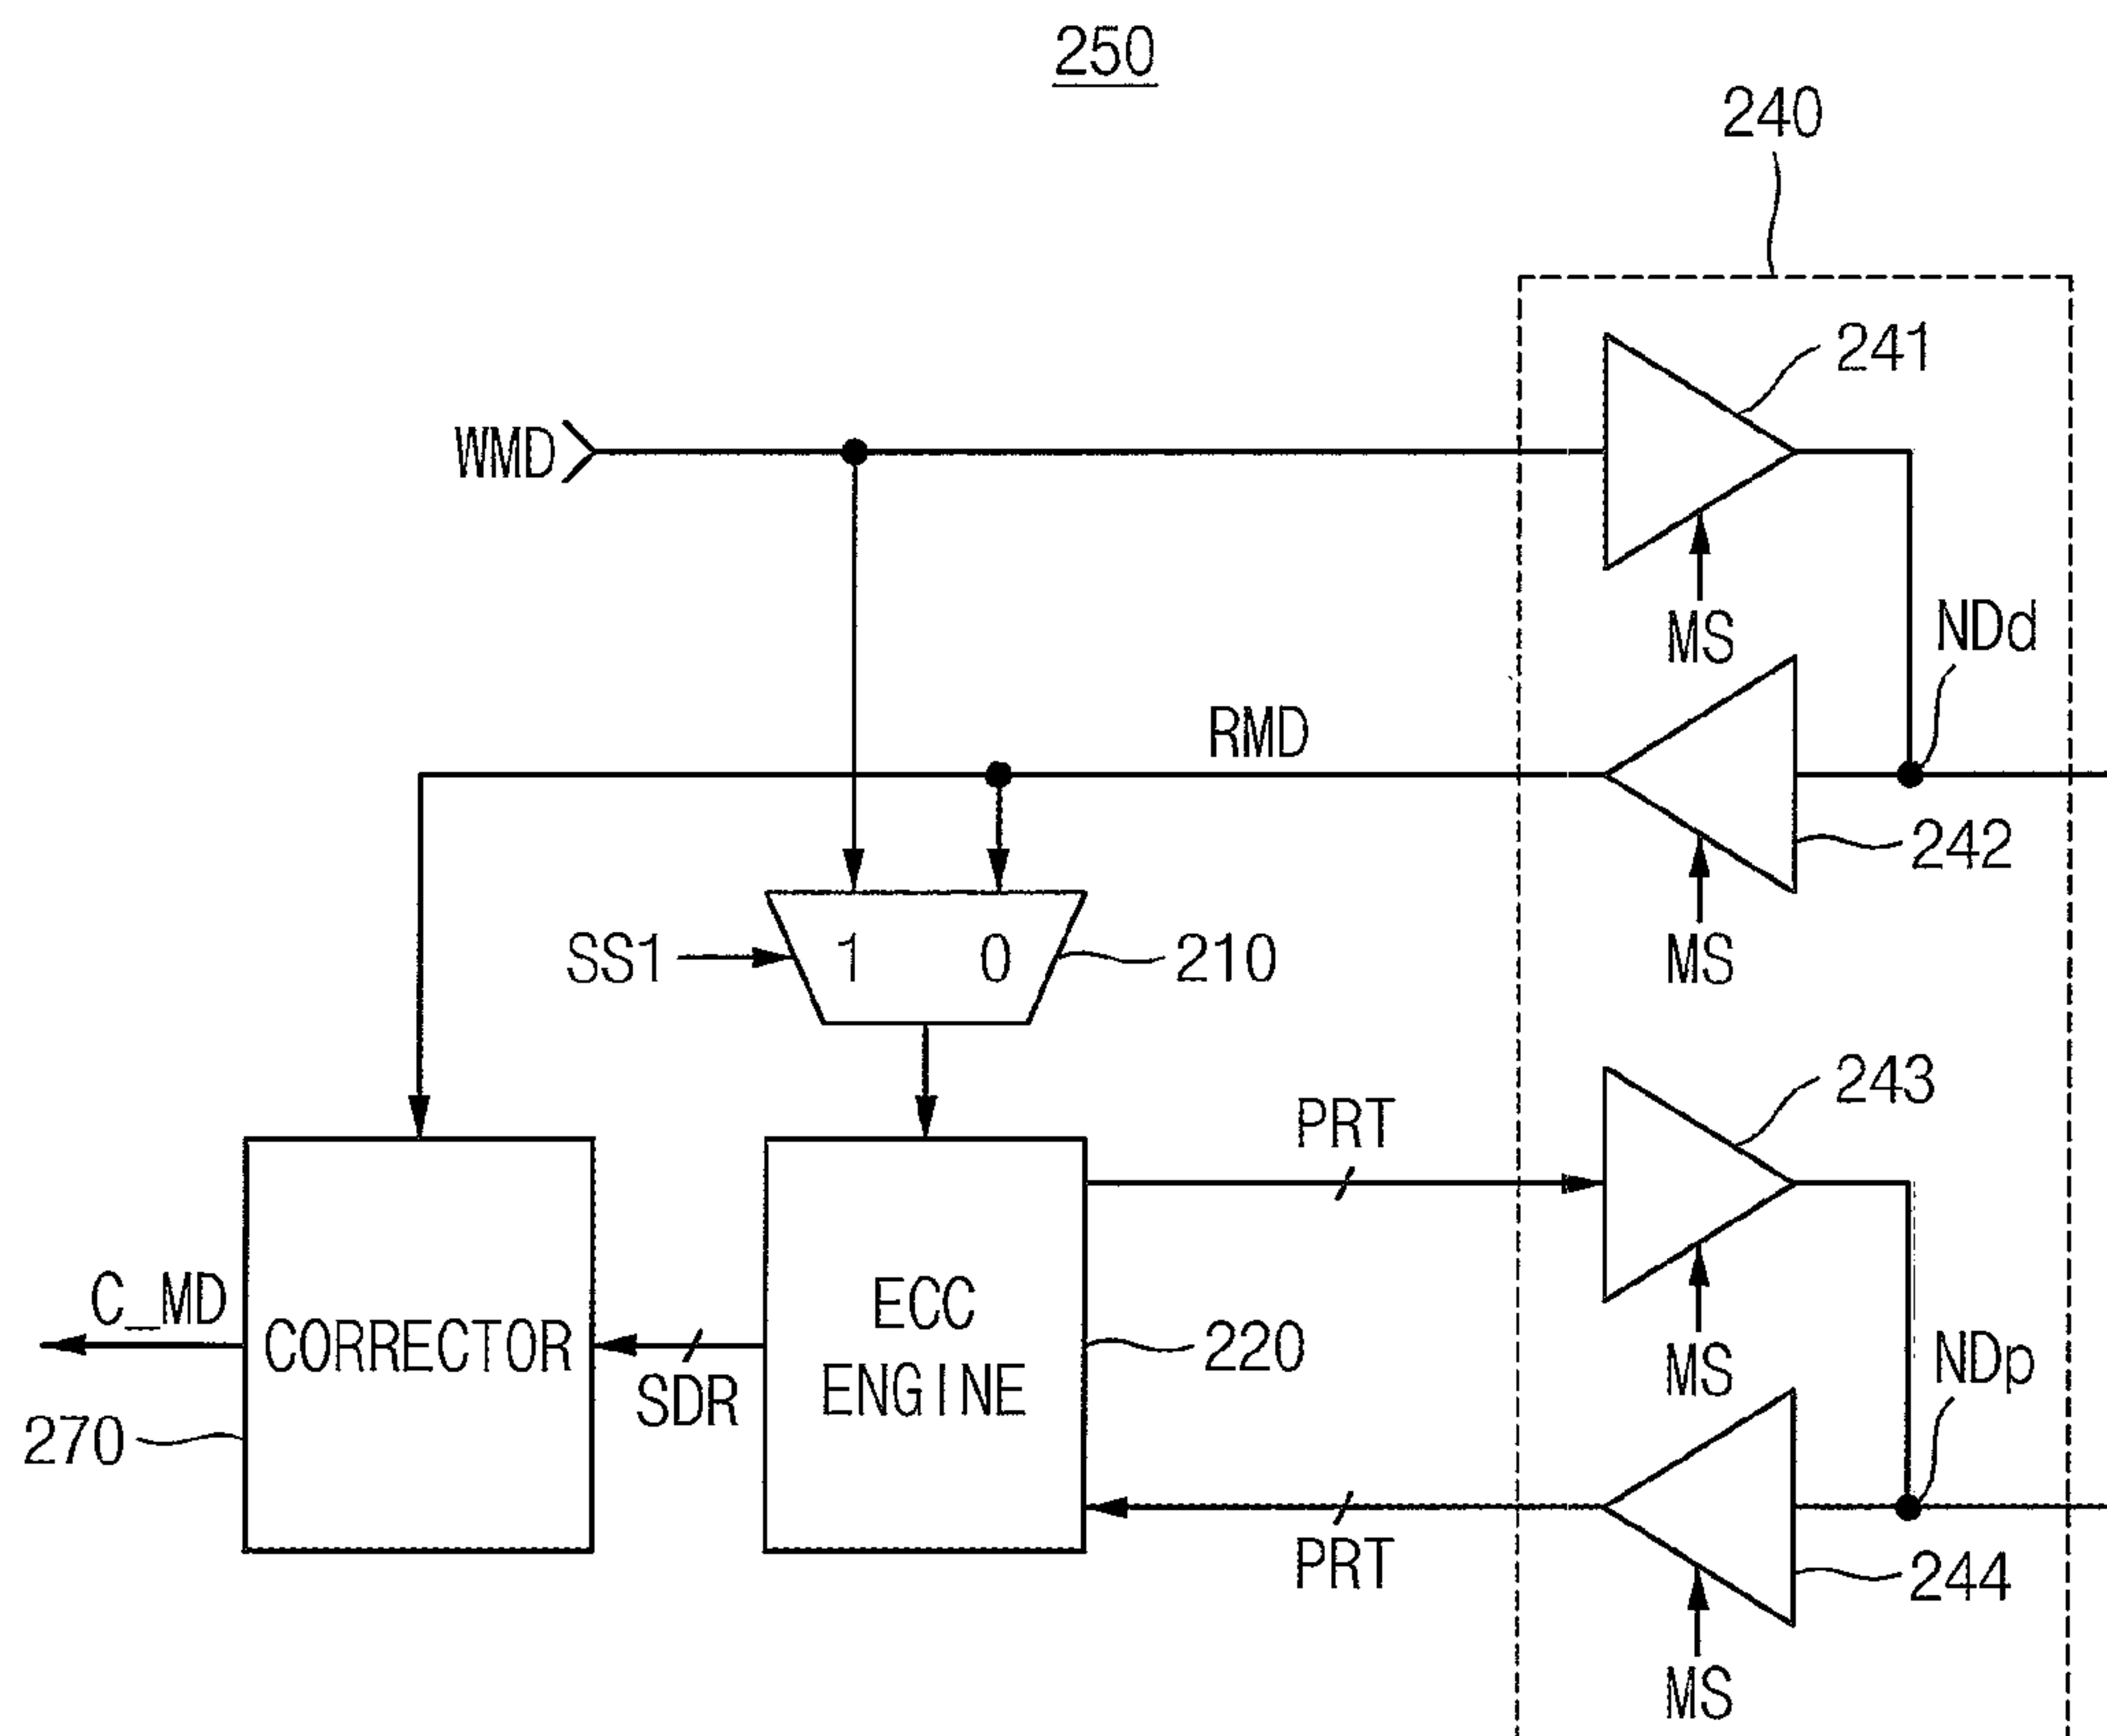 250
240
241
WMD
MS
NDd
RMD
242
MS
SS1
1
0
210
243
PRT
C_MD
CORRECTOR
ECC
ENGINE
SDR
220
MS
NDp
270
PRT
244
MS